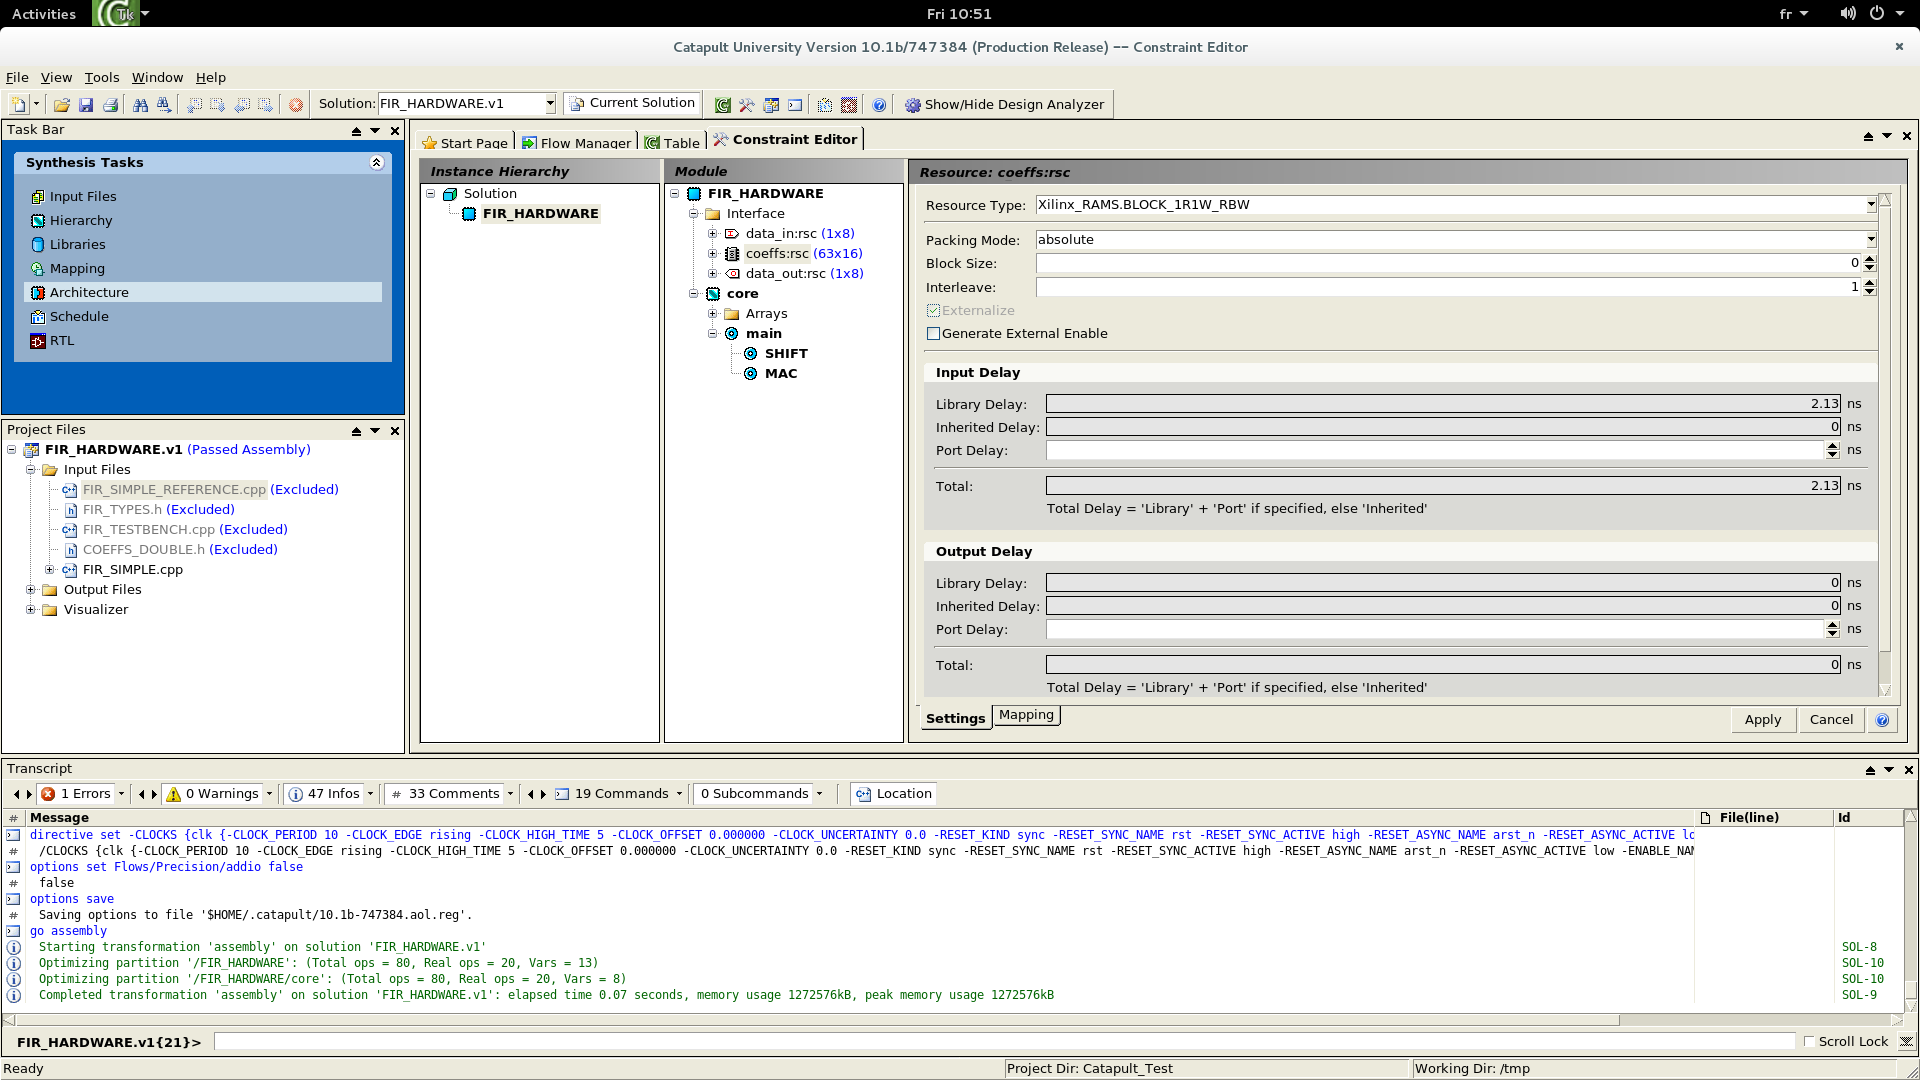 Activities
Tk
Fri 10:51
fr
Catapult University Version 10.1b/747384 (Production Release) -- Constraint Editor
File View Tools Window Help
Solution: FIR_HARDWARE.v1 Current Solution Show/Hide Design Analyzer
Task Bar
Synthesis Tasks
Input Files
Hierarchy
Libraries
Mapping
Architecture
Schedule
RTL
Project Files
FIR_HARDWARE.v1 (Passed Assembly)
Input Files
FIR_SIMPLE_REFERENCE.cpp (Excluded)
FIR_TYPES.h (Excluded)
FIR_TESTBENCH.cpp (Excluded)
COEFFS_DOUBLE.h (Excluded)
FIR_SIMPLE.cpp
Output Files
Visualizer
Start Page Flow Manager Table Constraint Editor
Instance Hierarchy
Solution
FIR_HARDWARE
Module
FIR_HARDWARE
Interface
data_in:rsc (1x8)
coeffs:rsc (63x16)
data_out:rsc (1x8)
core
Arrays
main
SHIFT
MAC
Resource: coeffs:rsc
Resource Type: Xilinx_RAMS.BLOCK_1R1W_RBW
Packing Mode: absolute
Block Size: 0
Interleave: 1
Externalize
Generate External Enable
Input Delay
Library Delay: 2.13 ns
Inherited Delay: 0 ns
Port Delay: ns
Total: 2.13 ns
Total Delay = 'Library' + 'Port' if specified, else 'Inherited'
Output Delay
Library Delay: 0 ns
Inherited Delay: 0 ns
Port Delay: ns
Total: 0 ns
Total Delay = 'Library' + 'Port' if specified, else 'Inherited'
Settings Mapping Apply Cancel
Transcript
1 Errors 0 Warnings 47 Infos # 33 Comments 19 Commands 0 Subcommands Location
# Message File(line) Id
directive set -CLOCKS {clk {-CLOCK_PERIOD 10 -CLOCK_EDGE rising -CLOCK_HIGH_TIME 5 -CLOCK_OFFSET 0.000000 -CLOCK_UNCERTAINTY 0.0 -RESET_KIND sync -RESET_SYNC_NAME rst -RESET_SYNC_ACTIVE high -RESET_ASYNC_NAME arst_n -RESET_ASYNC_ACTIVE lo
# /CLOCKS {clk {-CLOCK_PERIOD 10 -CLOCK_EDGE rising -CLOCK_HIGH_TIME 5 -CLOCK_OFFSET 0.000000 -CLOCK_UNCERTAINTY 0.0 -RESET_KIND sync -RESET_SYNC_NAME rst -RESET_SYNC_ACTIVE high -RESET_ASYNC_NAME arst_n -RESET_ASYNC_ACTIVE low -ENABLE_NAM
options set Flows/Precision/addio false
# false
options save
# Saving options to file '$HOME/.catapult/10.1b-747384.aol.reg'.
go assembly
Starting transformation 'assembly' on solution 'FIR_HARDWARE.v1' SOL-8
Optimizing partition '/FIR_HARDWARE': (Total ops = 80, Real ops = 20, Vars = 13) SOL-10
Optimizing partition '/FIR_HARDWARE/core': (Total ops = 80, Real ops = 20, Vars = 8) SOL-10
Completed transformation 'assembly' on solution 'FIR_HARDWARE.v1': elapsed time 0.07 seconds, memory usage 1272576kB, peak memory usage 1272576kB SOL-9
FIR_HARDWARE.v1{21}> Scroll Lock
Ready Project Dir: Catapult_Test Working Dir: /tmp